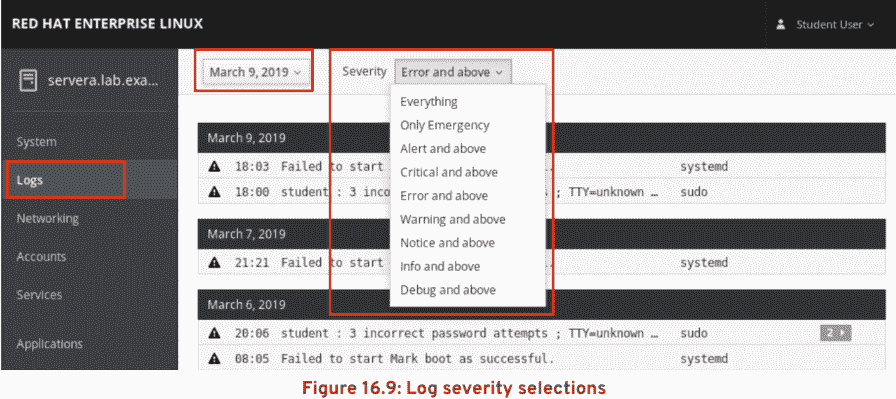 RED HAT ENTERPRISE LINUX
Student User
servera.lab.exa...
March 9, 2019
Severity
Error and above
Everything
Only Emergency
Alert and above
Critical and above
Error and above
Warning and above
Notice and above
Info and above
Debug and above
System
Logs
Networking
Accounts
Services
Applications
March 9, 2019
18:03 Failed to start . systemd
18:00 student : 3 inco ; TTY=unknown … sudo
March 7, 2019
21:21 Failed to start . systemd
March 6, 2019
20:06 student : 3 incorrect password attempts ; TTY=unknown … sudo 2
08:05 Failed to start Mark boot as successful. systemd
Figure 16.9: Log severity selections